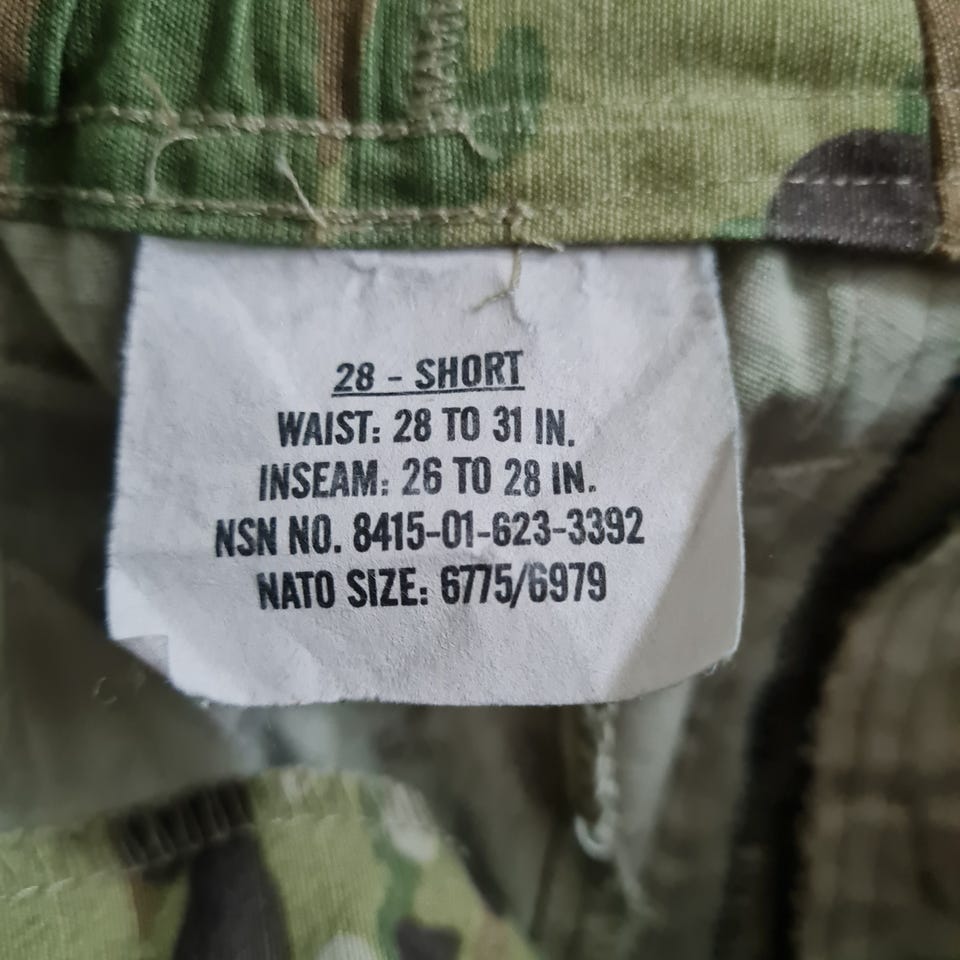 28 - SHORT
WAIST: 28 TO 31 IN.
INSEAM: 26 TO 28 IN.
NSN NO. 8415-01-623-3392
NATO SIZE: 6775/6979